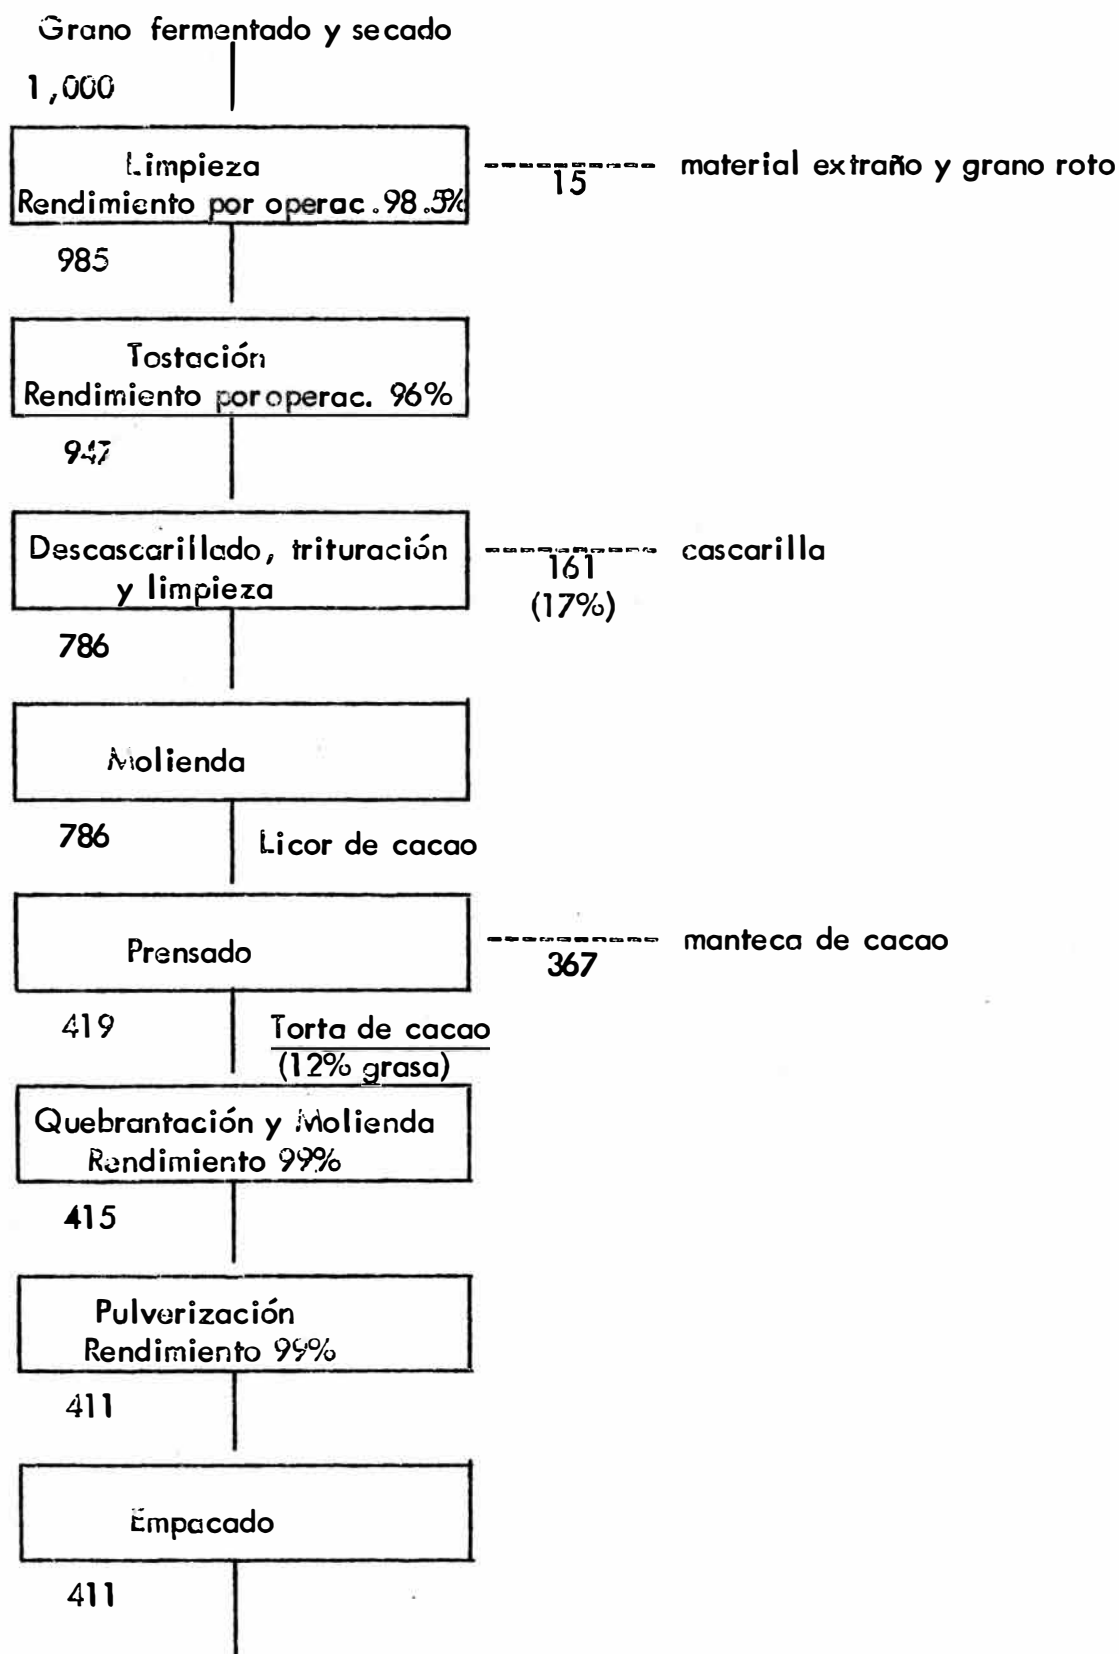 Grano fermentado y secado
1,000
Limpieza
Rendimiento por operac. 98.5%
15
material extraño y grano roto
985
Tostación
Rendimiento por operac. 96%
947
Descascarillado, trituración
y limpieza
161
(17%)
cascarilla
786
Molienda
786
Licor de cacao
Prensado
367
manteca de cacao
419
Torta de cacao
(12% grasa)
Quebrantación y Molienda
Rendimiento 99%
415
Pulverización
Rendimiento 99%
411
Empacado
411